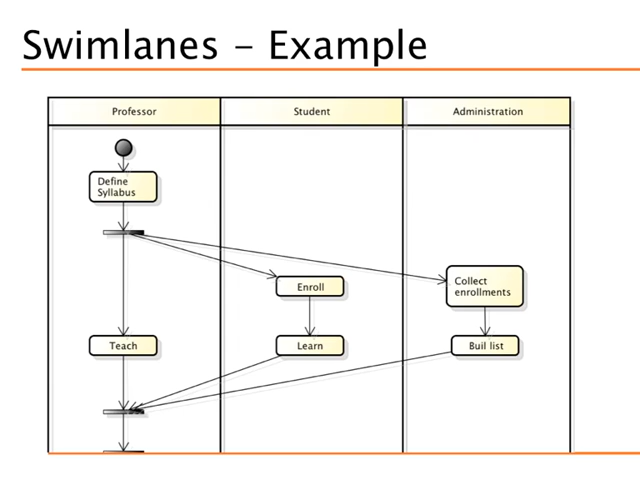 Swimlanes – Example
Professor
Student
Administration
Define
Syllabus
Enroll
Collect
enrollments
Teach
Learn
Buil list